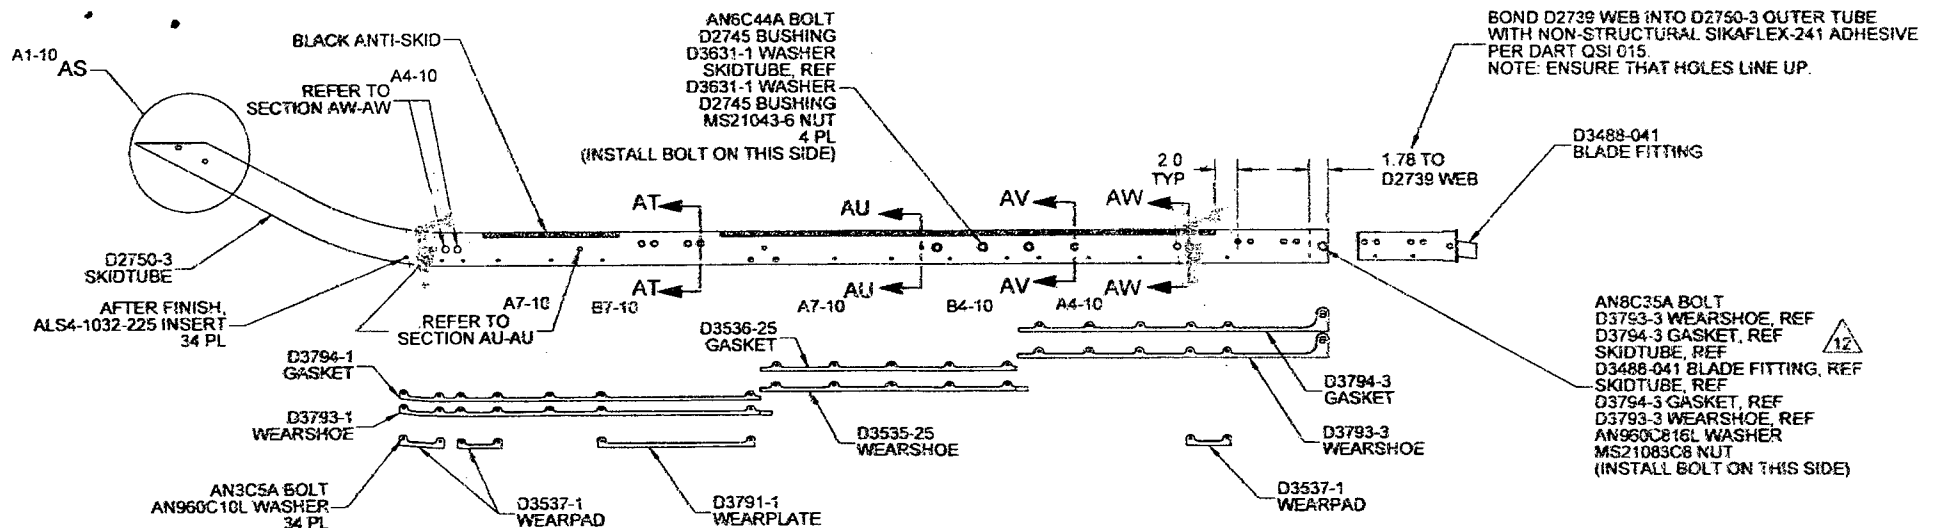 A1-10
AS
BLACK ANTI-SKID
A4-10
REFER TO
SECTION AW-AW
AN6C44A BOLT
D2745 BUSHING
D3631-1 WASHER
SKIDTUBE, REF
D3631-1 WASHER
D2745 BUSHING
MS21043-6 NUT
4 PL
(INSTALL BOLT ON THIS SIDE)
BOND D2739 WEB INTO D2750-3 OUTER TUBE
WITH NON-STRUCTURAL SIKAFLEX-241 ADHESIVE
PER DART QSI 015.
NOTE: ENSURE THAT HOLES LINE UP.
D3488-041
BLADE FITTING
2.0
TYP
1.78 TO
D2739 WEB
AT
AU
AV
AW
D2750-3
SKIDTUBE
AFTER FINISH,
ALS4-1032-225 INSERT
34 PL
REFER TO
SECTION AU-AU
A7-10
B7-10
AT
A7-10
AU
B4-10
AV
A4-10
AW
D3794-1
GASKET
D3793-1
WEARSHOE
D3536-25
GASKET
D3535-25
WEARSHOE
D3794-3
GASKET
D3793-3
WEARSHOE
AN8C35A BOLT
D3793-3 WEARSHOE, REF
D3794-3 GASKET, REF
SKIDTUBE, REF
D3488-041 BLADE FITTING, REF
SKIDTUBE, REF
D3794-3 GASKET, REF
D3793-3 WEARSHOE, REF
AN960C816L WASHER
MS21083C8 NUT
(INSTALL BOLT ON THIS SIDE)
12
AN3C5A BOLT
AN960C10L WASHER
34 PL
D3537-1
WEARPAD
D3791-1
WEARPLATE
D3537-1
WEARPAD